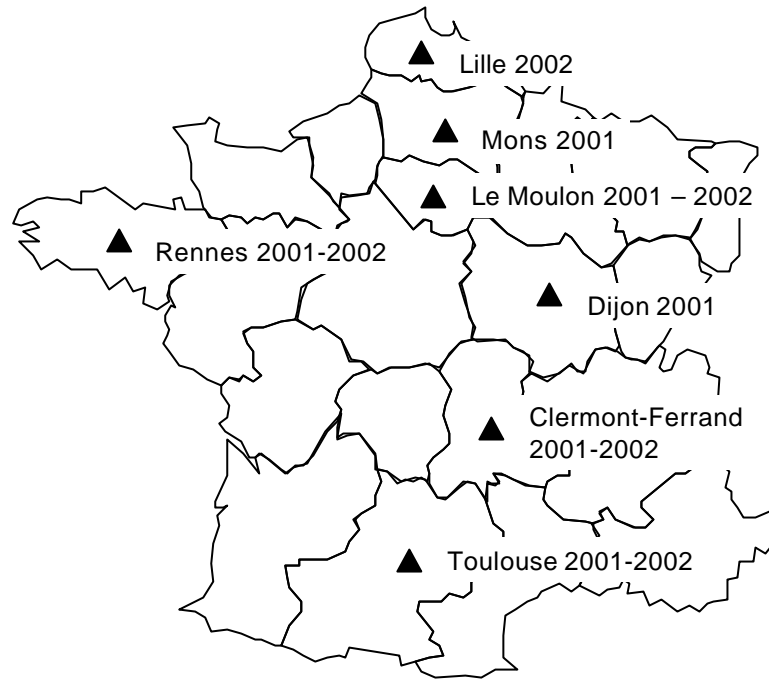 Lille 2002
Mons 2001
Le Moulon 2001 – 2002
Rennes 2001-2002
Dijon 2001
Clermont-Ferrand
2001-2002
Toulouse 2001-2002